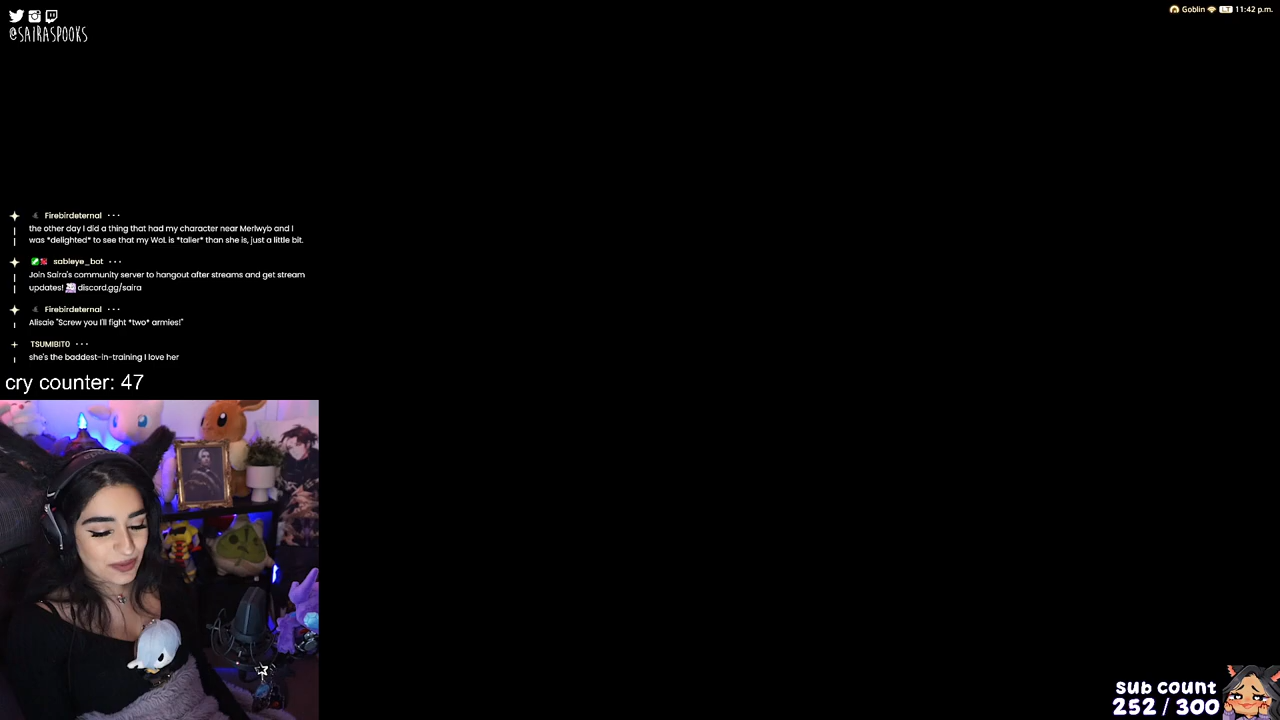 @SAIRASPOOKS
Goblin LT 11:42 p.m.
Firebirdeternal
the other day I did a thing that had my character near Merlwyb and I
was *delighted* to see that my WoL is *taller* than she is, just a little bit.
sableye_bot
Join Saira's community server to hangout after streams and get stream
updates! discord.gg/saira
Firebirdeternal
Alisaie "Screw you I'll fight *two* armies!"
TSUMIBIT0
she's the baddest-in-training I love her
cry counter: 47
sub count
252 / 300